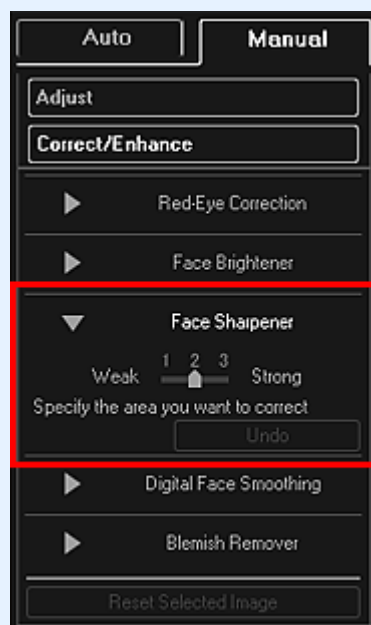 Auto Manual
Adjust
Correct/Enhance
Red-Eye Correction
Face Brightener
Face Sharpener
1 2 3
Weak Strong
Specify the area you want to correct
Undo
Digital Face Smoothing
Blemish Remover
Reset Selected Image